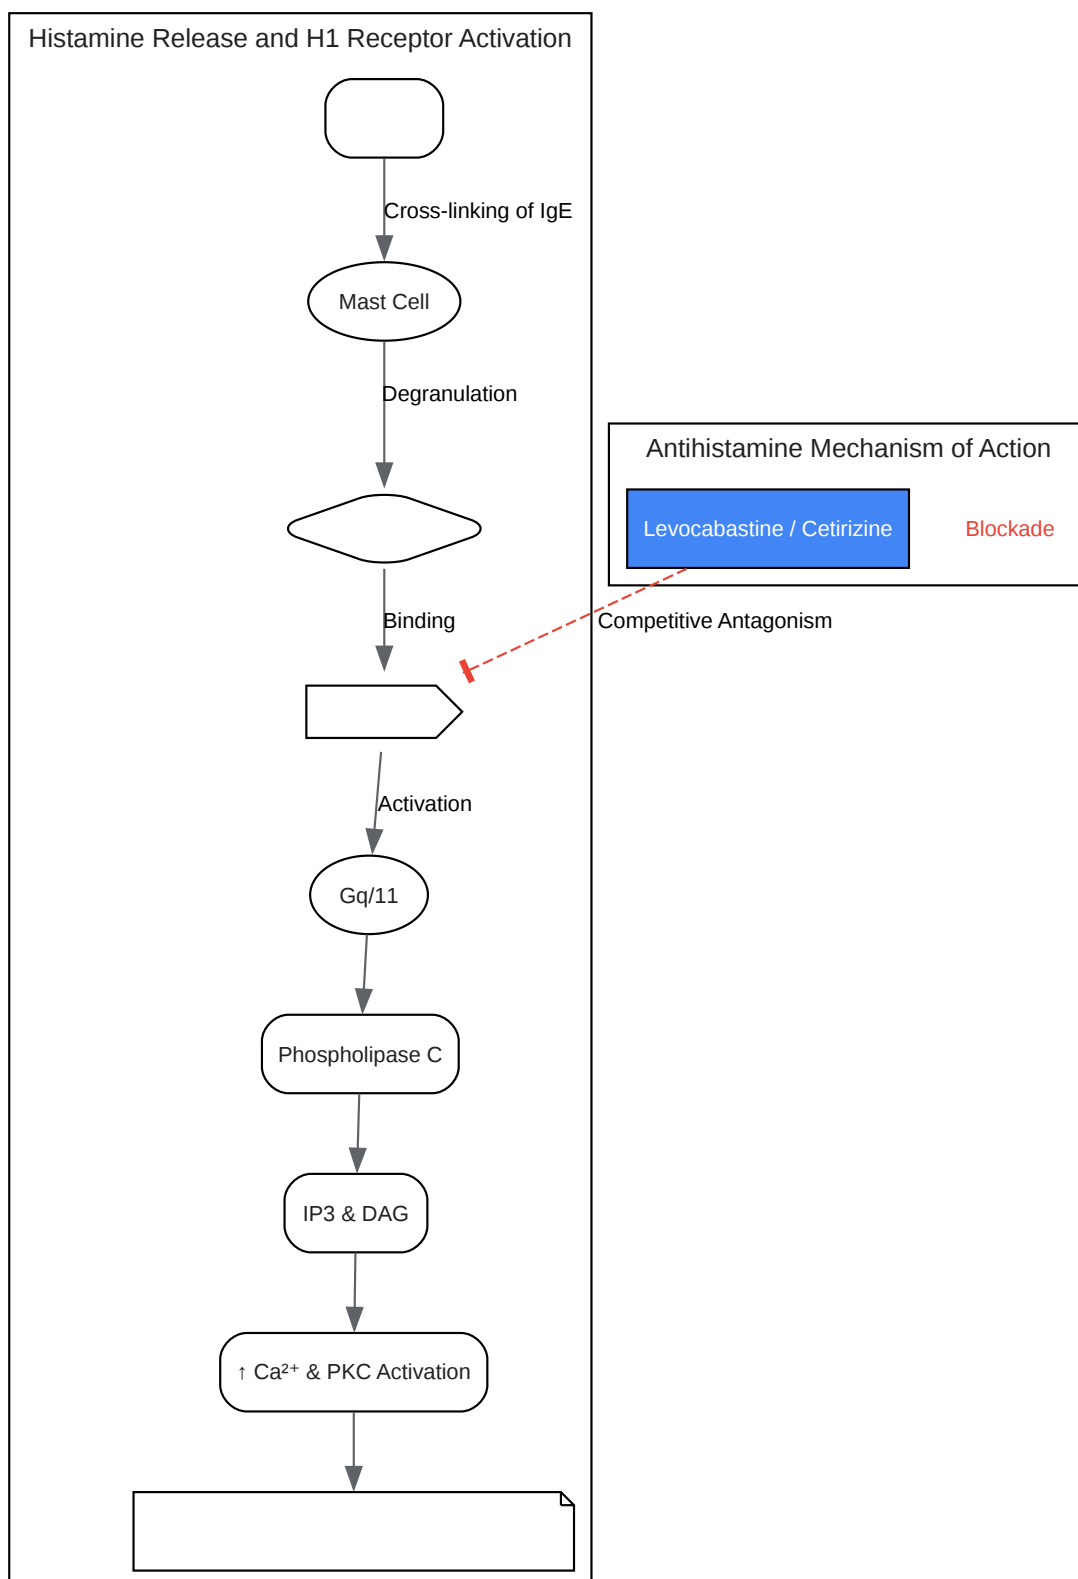 Histamine Release and H1 Receptor Activation
Cross-linking of IgE
Mast Cell
Degranulation
Antihistamine Mechanism of Action
Levocabastine / Cetirizine
Blockade
Binding
Competitive Antagonism
Activation
Gq/11
Phospholipase C
IP3 & DAG
↑ Ca²⁺ & PKC Activation